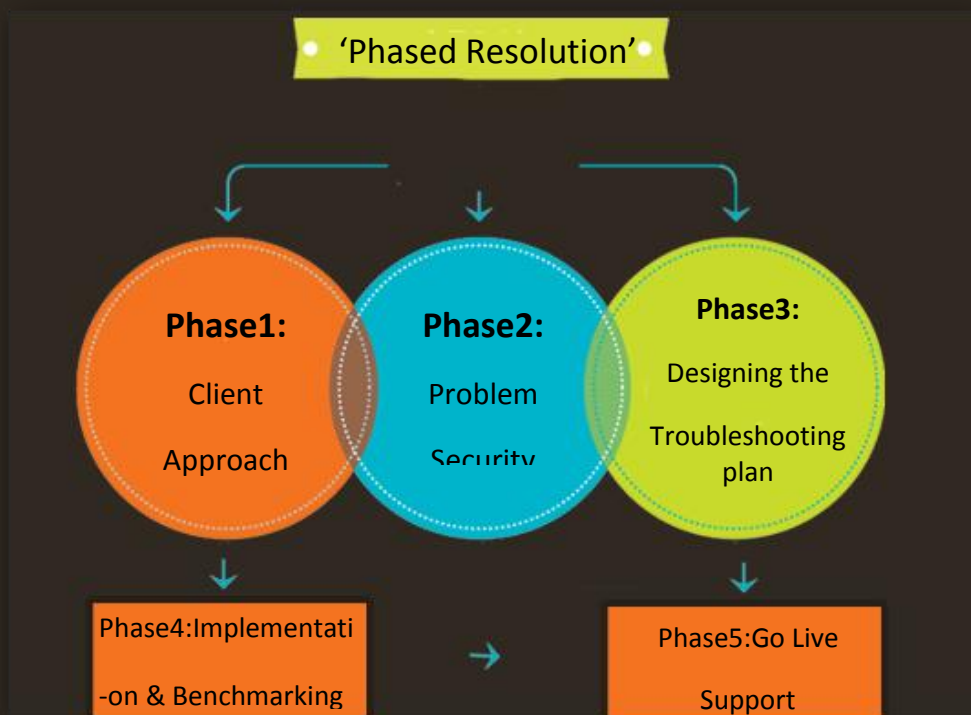 ‘Phased Resolution’
Phase1:
Client
Approach
Phase2:
Problem
Security
Phase3:
Designing the
Troubleshooting
plan
Phase4:Implementati
-on & Benchmarking
Phase5:Go Live
Support